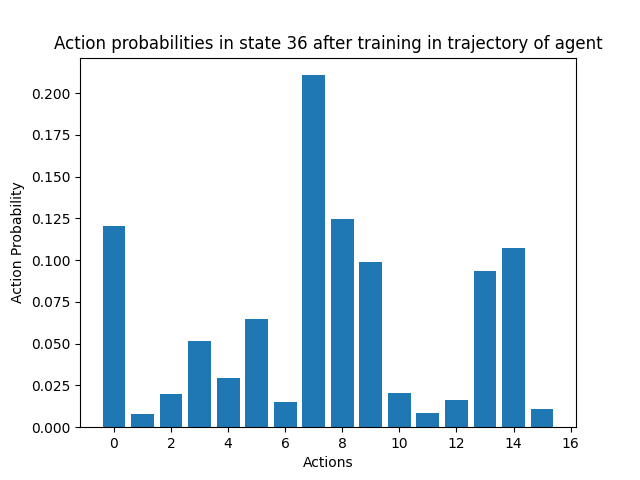 Action probabilities in state 36 after training in trajectory of agent
0.200
0.175
0.150
0.125
0.100
0.075
0.050
0.025
0.000
Action Probability
0 2 4 6 8 10 12 14 16
Actions